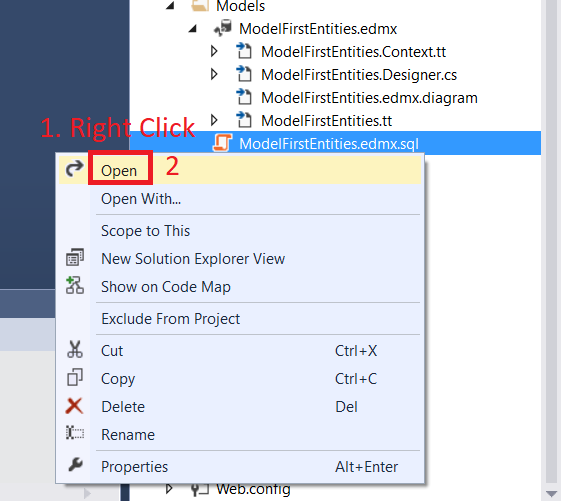 Models
ModelFirstEntities.edmx
ModelFirstEntities.Context.tt
ModelFirstEntities.Designer.cs
ModelFirstEntities.edmx.diagram
ModelFirstEntities.tt
1. Right Click
ModelFirstEntities.edmx.sql
Open 2
Open With...
Scope to This
New Solution Explorer View
Show on Code Map
Exclude From Project
Cut Ctrl+X
Copy Ctrl+C
Delete Del
Rename
Properties Alt+Enter
Web.config